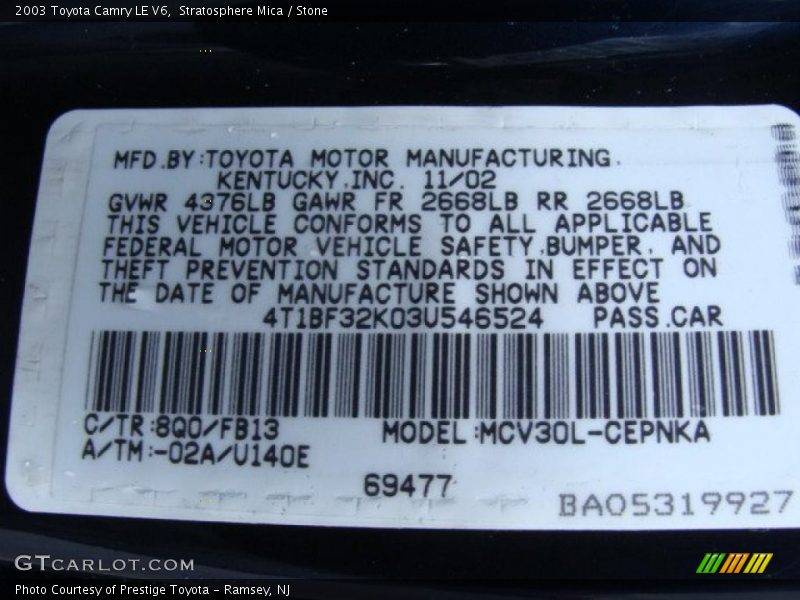 2003 Toyota Camry LE V6,  Stratosphere Mica / Stone
MFD.BY:TOYOTA MOTOR MANUFACTURING,
KENTUCKY,INC. 11/02
GVWR 4376LB GAWR FR 2668LB RR 2668LB
THIS VEHICLE CONFORMS TO ALL APPLICABLE
FEDERAL MOTOR VEHICLE SAFETY,BUMPER, AND
THEFT PREVENTION STANDARDS IN EFFECT ON
THE DATE OF MANUFACTURE SHOWN ABOVE
4T1BF32K03U546524 PASS.CAR
C/TR:8Q0/FB13 MODEL:MCV30L-CEPNKA
A/TM:-02A/U140E
69477
BA05319927
GTCARLOT.COM
Photo Courtesy of Prestige Toyota - Ramsey, NJ